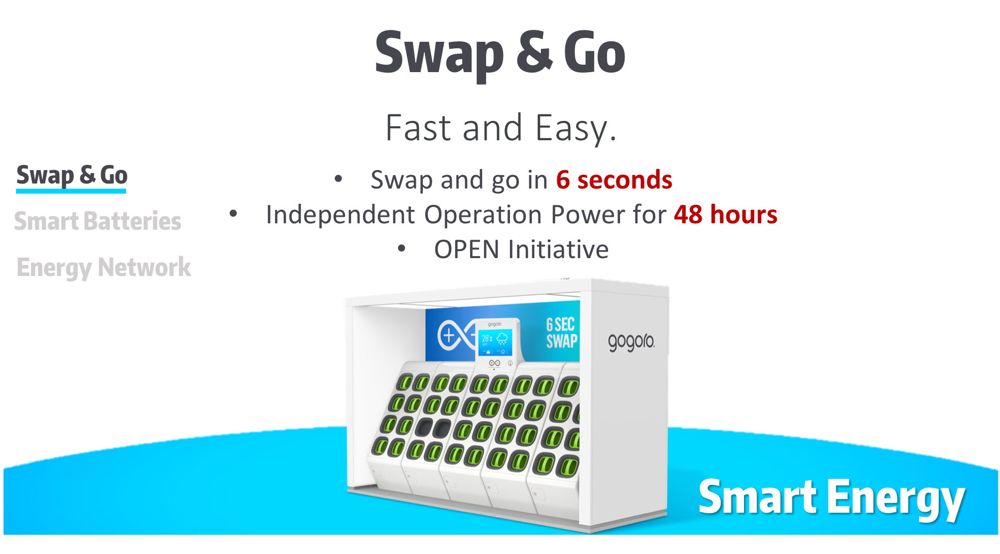 Swap & Go
Fast and Easy.
Swap & Go
Smart Batteries
Energy Network
• Swap and go in 6 seconds
• Independent Operation Power for 48 hours
• OPEN Initiative
gogoro
28°
6 SEC
SWAP
gogoro
Smart Energy